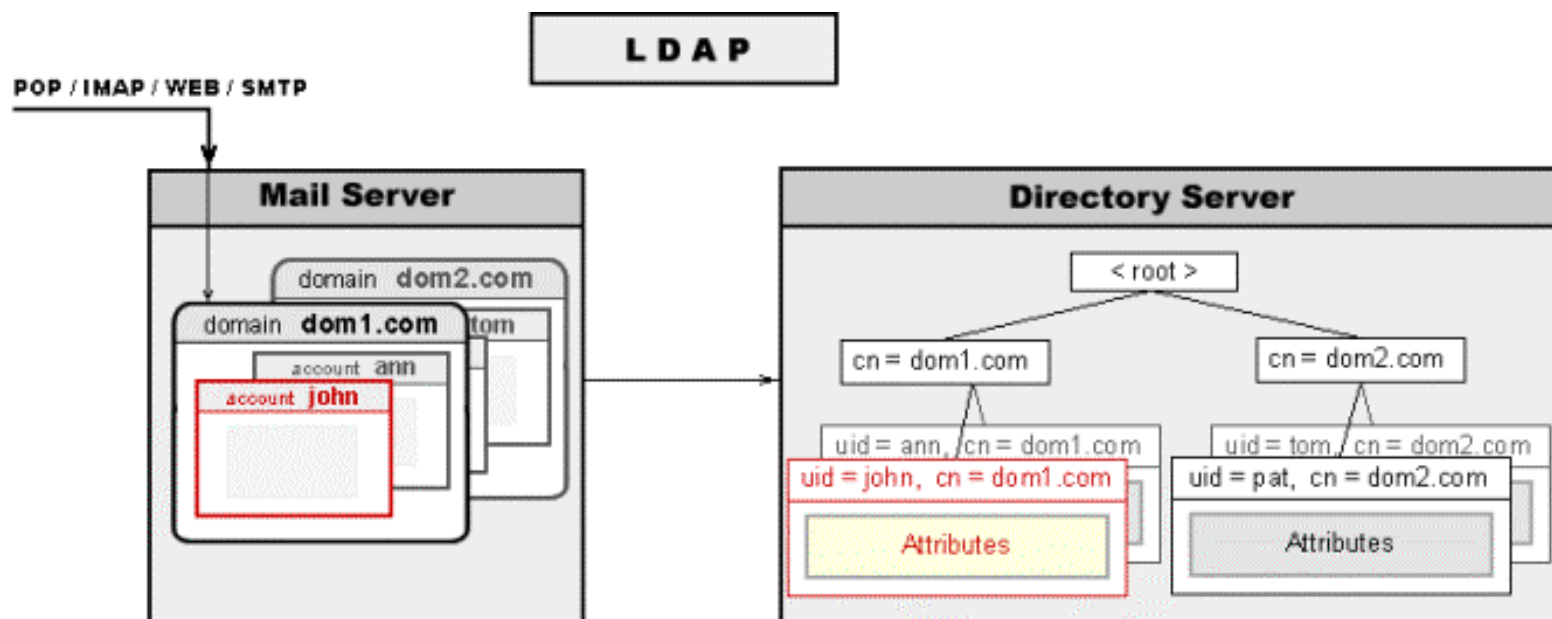 L D A P
POP / IMAP / WEB / SMTP
Mail Server
domain dom2.com
tom
domain dom1.com
account ann
account john
Directory Server
< root >
cn = dom1.com
cn = dom2.com
uid = ann, cn = dom1.com
uid = tom, cn = dom2.com
uid = john, cn = dom1.com
uid = pat, cn = dom2.com
Attributes
Attributes